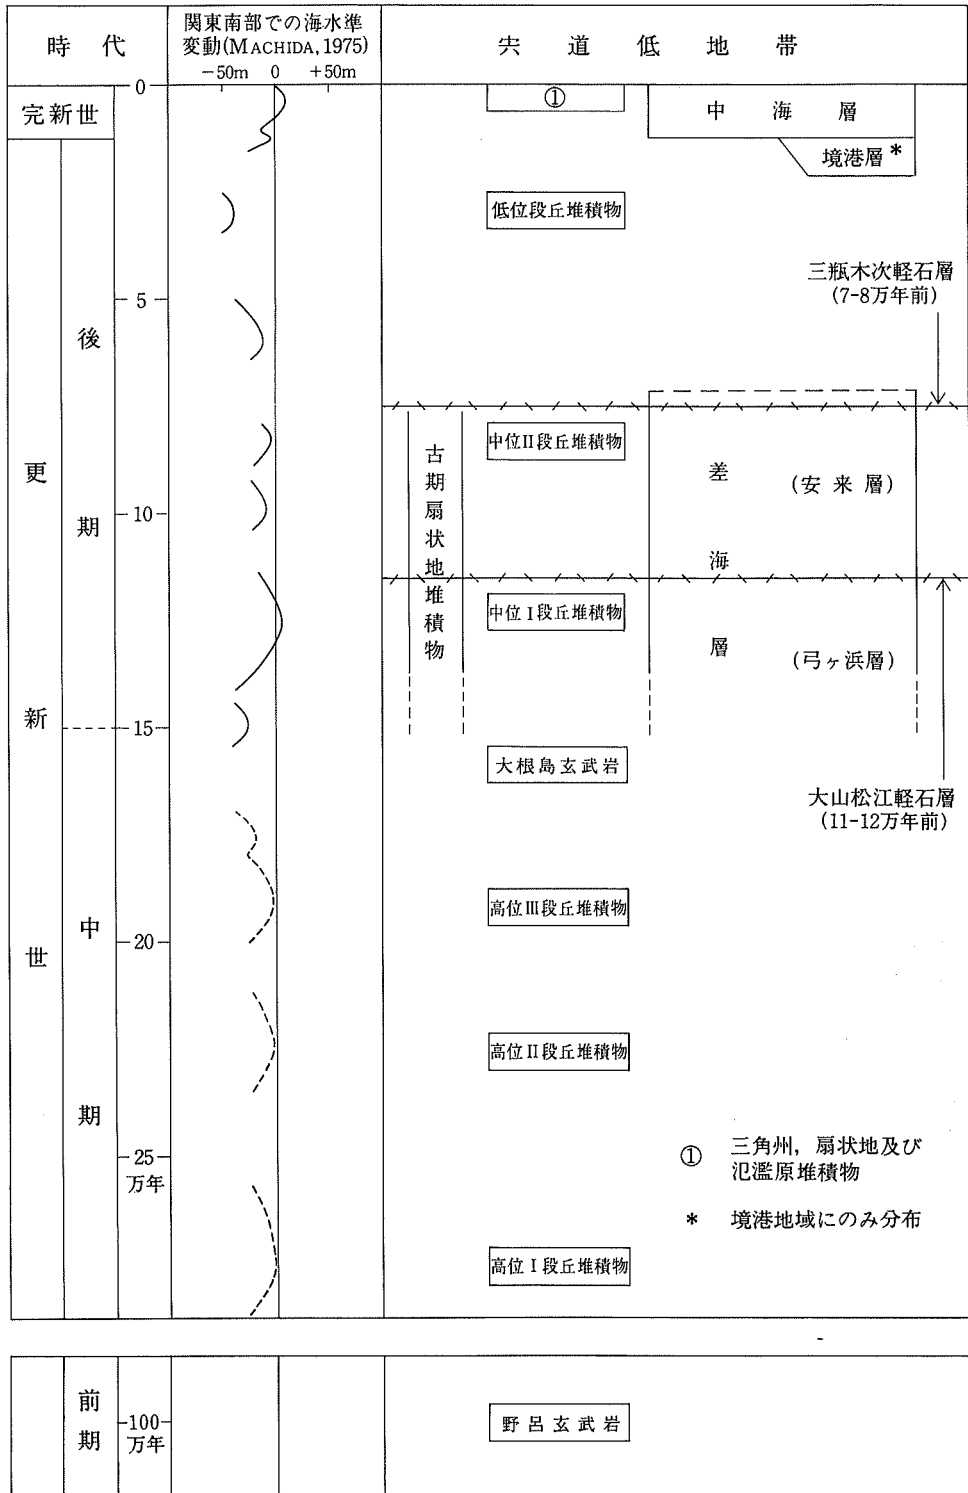 時代
関東南部での海水準
変動(MACHIDA, 1975)
−50m 0 +50m
宍道低地帯
完新世
更新世
後期
中期
0
5
10
15
20
25
万年
①
中海層
境港層*
低位段丘堆積物
三瓶木次軽石層
(7-8万年前)
古期扇状地堆積物
中位II段丘堆積物
差海層
(安来層)
中位I段丘堆積物
(弓ヶ浜層)
大根島玄武岩
大山松江軽石層
(11-12万年前)
高位III段丘堆積物
高位II段丘堆積物
① 三角州，扇状地及び
氾濫原堆積物
* 境港地域にのみ分布
高位I段丘堆積物
前期
100
万年
野呂玄武岩